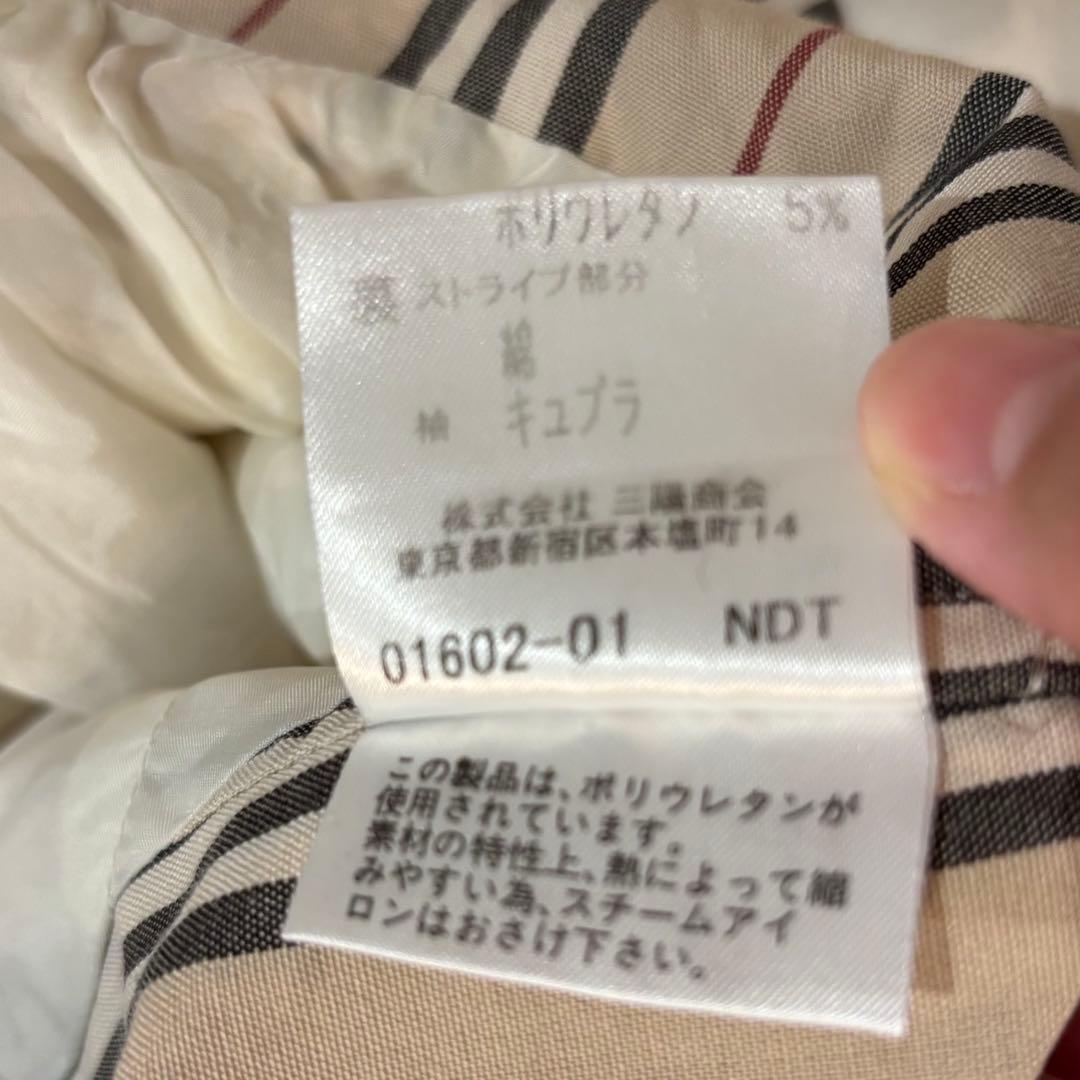 ポリウレタン 5%
裏 ストライプ部分
綿
袖 キュプラ
株式会社 三陽商会
東京都新宿区本塩町14
01602-01 NDT
この製品は、ポリウレタンが
使用されています。
素材の特性上、熱によって縮
みやすい為、スチームアイ
ロンはおさけ下さい。